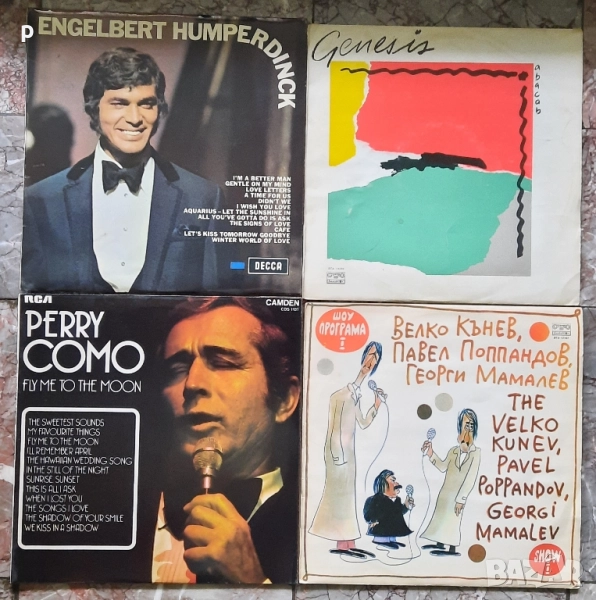 p
ENGELBERT HUMPERDINCK
I'M A BETTER MAN
GENTLE ON MY MIND
LOVE LETTERS
A TIME FOR US
DIDN'T WE
I WISH YOU LOVE
AQUARIUS – LET THE SUNSHINE IN
ALL YOU'VE GOTTA DO IS ASK
THE SIGNS OF LOVE
CAFE
LET'S KISS TOMORROW GOODBYE
WINTER WORLD OF LOVE
DECCA
Genesis
abacab
RCA
CAMDEN
CDS 1121
PERRY
COMO
FLY ME TO THE MOON
THE SWEETEST SOUNDS
MY FAVOURITE THINGS
FLY ME TO THE MOON
I'LL REMEMBER APRIL
THE HAWAIIAN WEDDING SONG
IN THE STILL OF THE NIGHT
SUNRISE SUNSET
THIS IS ALL I ASK
WHEN I LOST YOU
THE SONGS I LOVE
THE SHADOW OF YOUR SMILE
WE KISS IN A SHADOW
ШОУ
ПРОГРАМА
I
ВЕЛКО КЪНЕВ,
ПАВЕЛ ПОППАНДОВ,
ГЕОРГИ МАМАЛЕВ
THE
VELKO
KUNEV,
PAVEL
POPPANDOV,
GEORGI
MAMALEV
SHOW
I
BAZAR